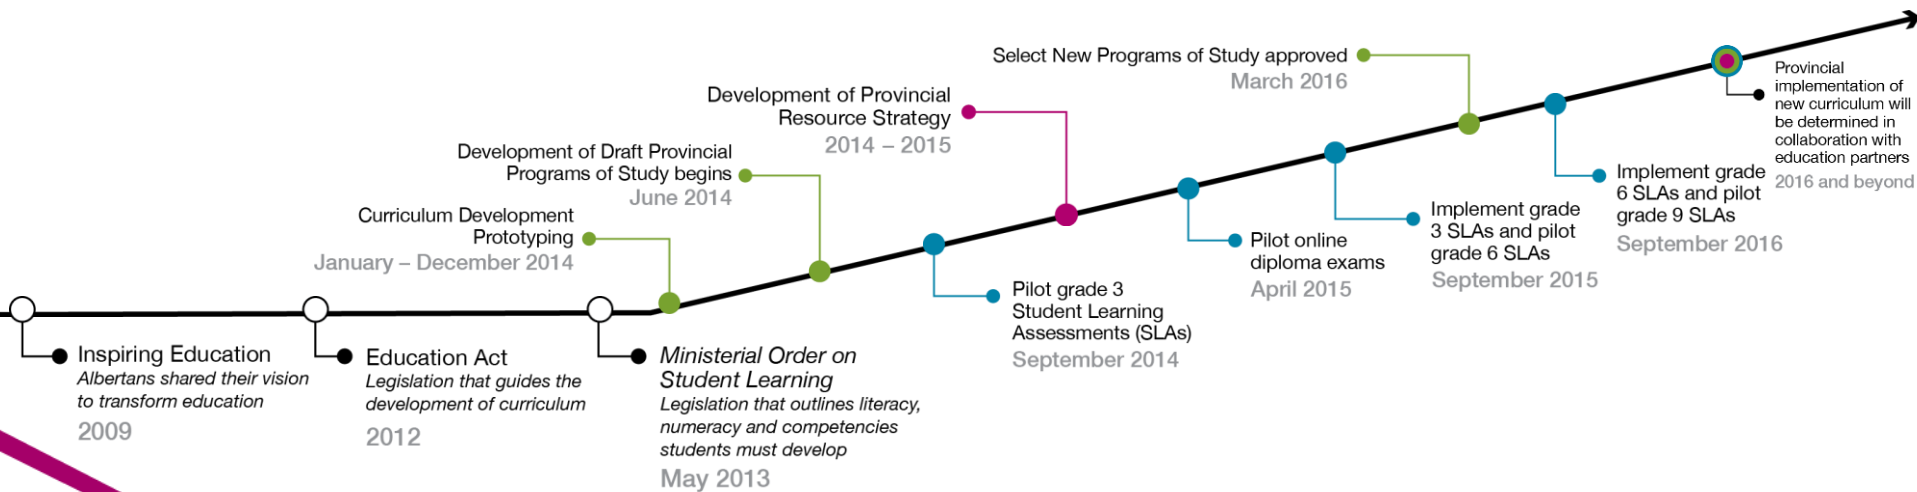 Inspiring Education
Albertans shared their vision
to transform education
2009
Education Act
Legislation that guides the
development of curriculum
2012
Ministerial Order on
Student Learning
Legislation that outlines literacy,
numeracy and competencies
students must develop
May 2013
Curriculum Development
Prototyping
January – December 2014
Development of Draft Provincial
Programs of Study begins
June 2014
Pilot grade 3
Student Learning
Assessments (SLAs)
September 2014
Development of Provincial
Resource Strategy
2014 – 2015
Pilot online
diploma exams
April 2015
Implement grade
3 SLAs and pilot
grade 6 SLAs
September 2015
Select New Programs of Study approved
March 2016
Implement grade
6 SLAs and pilot
grade 9 SLAs
September 2016
Provincial
implementation of
new curriculum will
be determined in
collaboration with
education partners
2016 and beyond